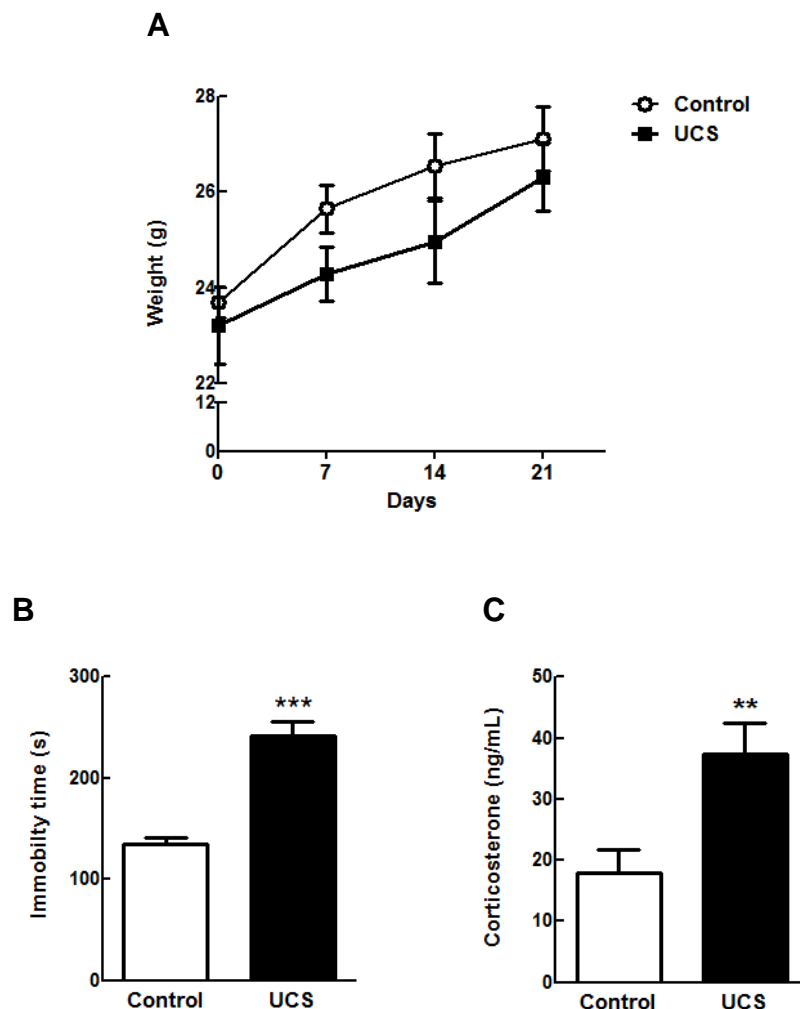 A
28
26
24
22
12
0
Weight (g)
0 7 14 21
Days
Control
UCS
B
300
200
100
0
Immobilty time (s)
***
Control UCS
C
50
40
30
20
10
0
Corticosterone (ng/mL)
**
Control UCS